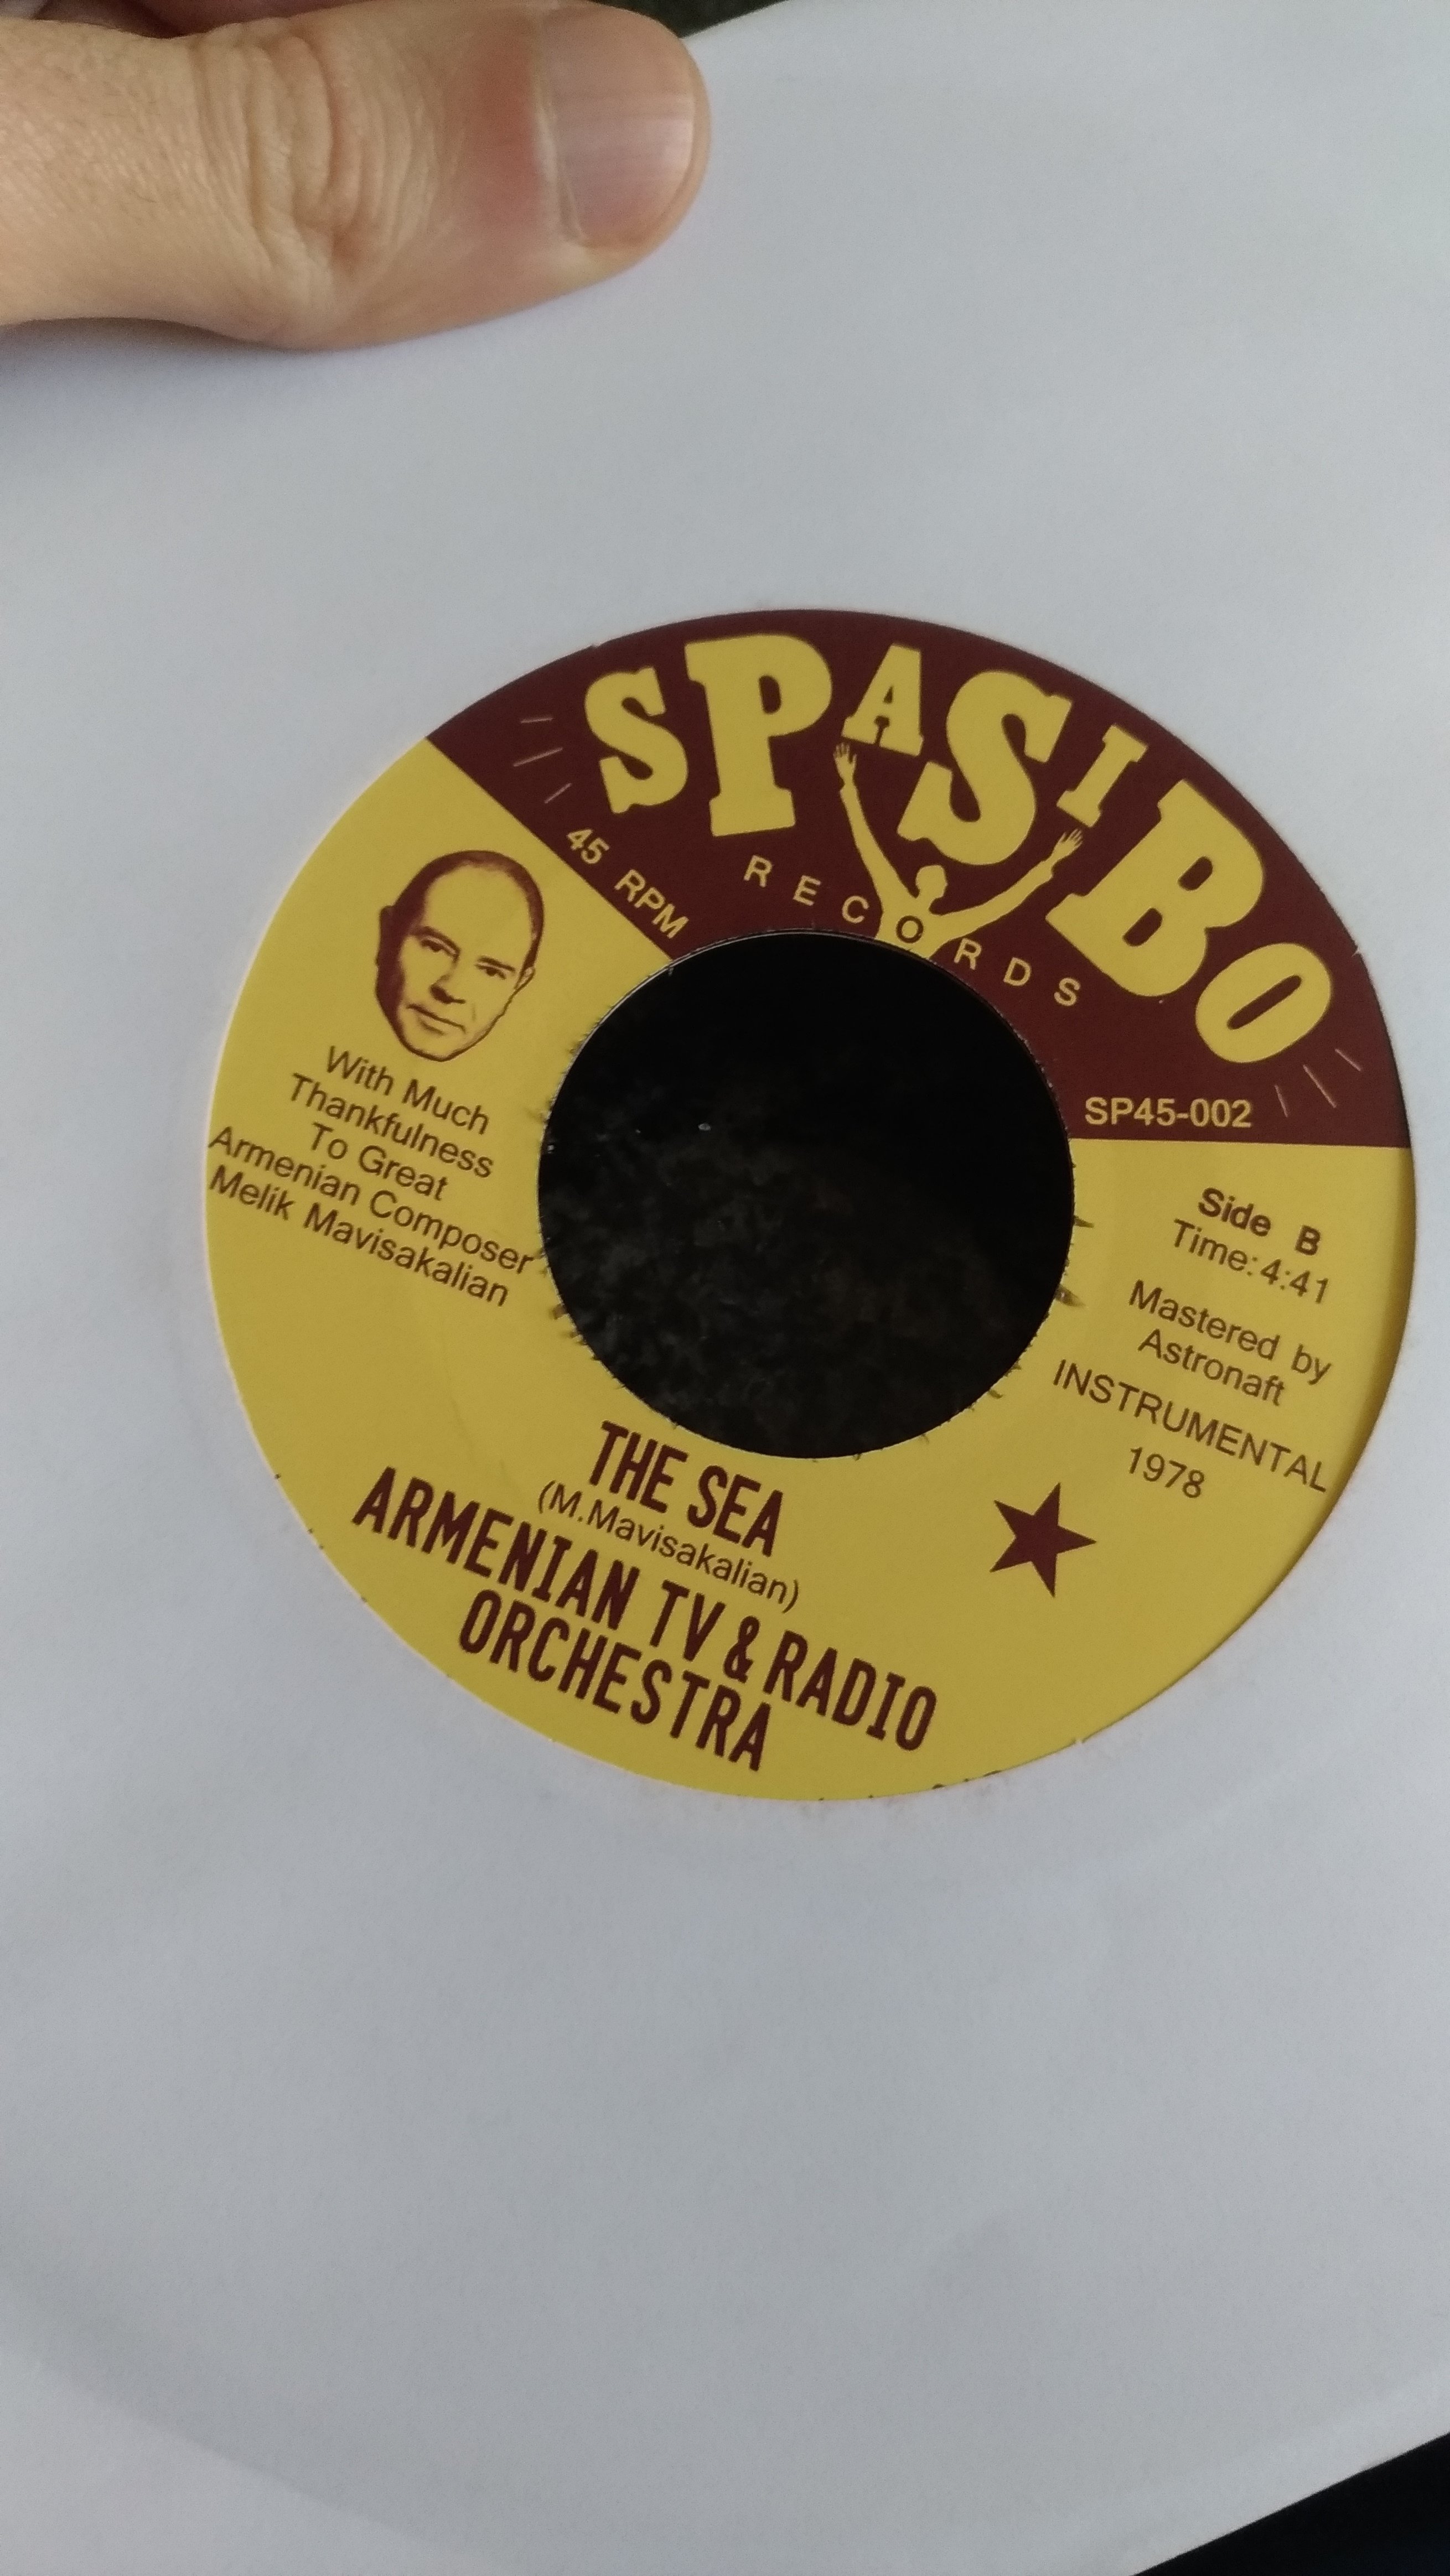 SPASIBO
RECORDS
45 RPM
SP45-002
With Much
Thankfulness
To Great
Armenian Composer
Melik Mavisakalian
Side B
Time:4:41
Mastered by
Astronaft
INSTRUMENTAL
1978
THE SEA
(M.Mavisakalian)
ARMENIAN TV & RADIO
ORCHESTRA